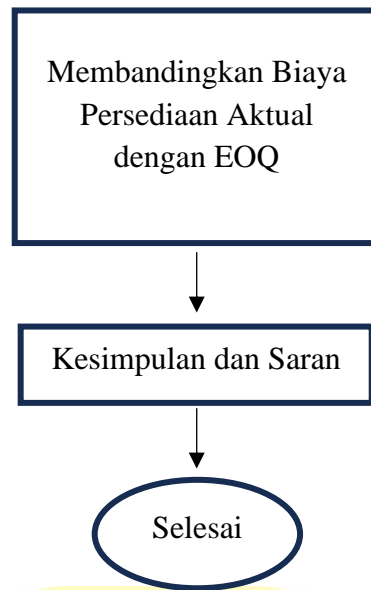 Membandingkan Biaya
Persediaan Aktual
dengan EOQ
Kesimpulan dan Saran
Selesai